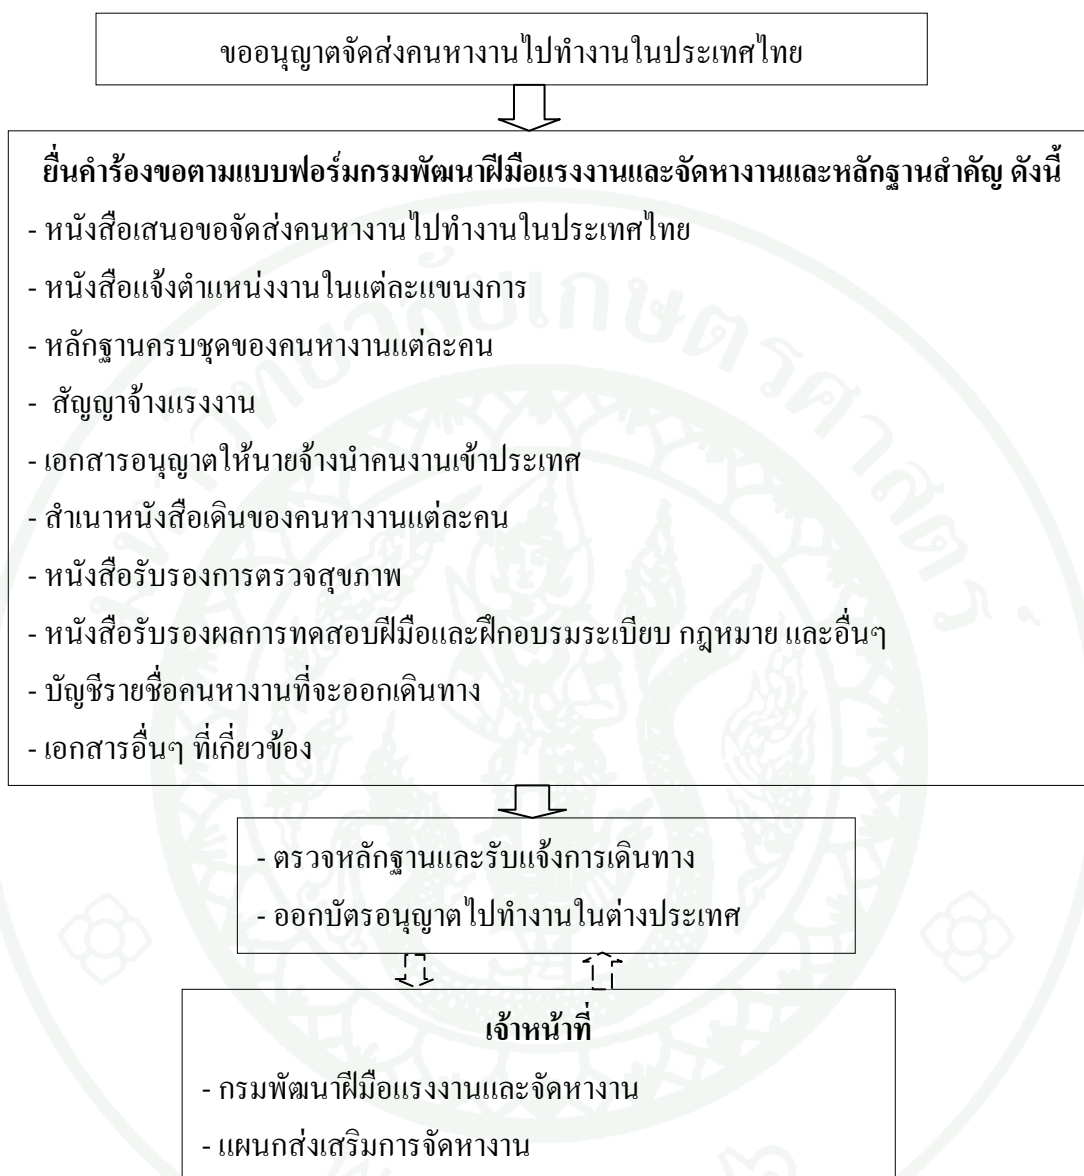 ขออนุญาตจัดส่งคนหางานไปทำงานในประเทศไทย
ยื่นคำร้องขอตามแบบฟอร์มกรมพัฒนาฝีมือแรงงานและจัดหางานและหลักฐานสำคัญ ดังนี้
- หนังสือเสนอขอจัดส่งคนหางานไปทำงานในประเทศไทย
- หนังสือแจ้งตำแหน่งงานในแต่ละแขนงการ
- หลักฐานครบชุดของคนหางานแต่ละคน
- สัญญาจ้างแรงงาน
- เอกสารอนุญาตให้นายจ้างนำคนงานเข้าประเทศ
- สำเนาหนังสือเดินของคนหางานแต่ละคน
- หนังสือรับรองการตรวจสุขภาพ
- หนังสือรับรองผลการทดสอบฝีมือและฝึกอบรมระเบียบ กฎหมาย และอื่นๆ
- บัญชีรายชื่อคนหางานที่จะออกเดินทาง
- เอกสารอื่นๆ ที่เกี่ยวข้อง
- ตรวจหลักฐานและรับแจ้งการเดินทาง
- ออกบัตรอนุญาตไปทำงานในต่างประเทศ
เจ้าหน้าที่
- กรมพัฒนาฝีมือแรงงานและจัดหางาน
- แผนกส่งเสริมการจัดหางาน
มหาวิทยาลัยเกษตรศาสตร์